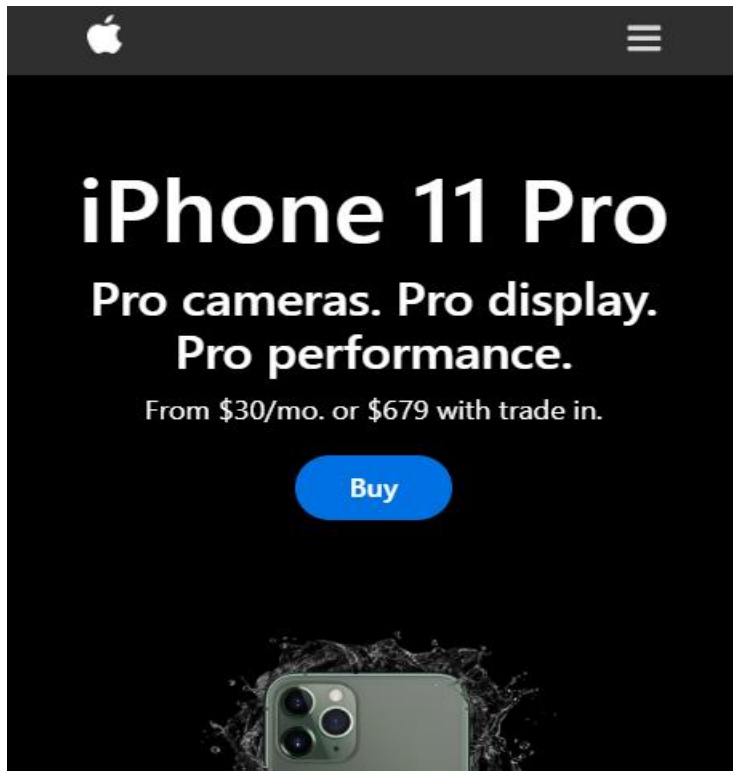 iPhone 11 Pro
Pro cameras. Pro display.
Pro performance.
From $30/mo. or $679 with trade in.
Buy